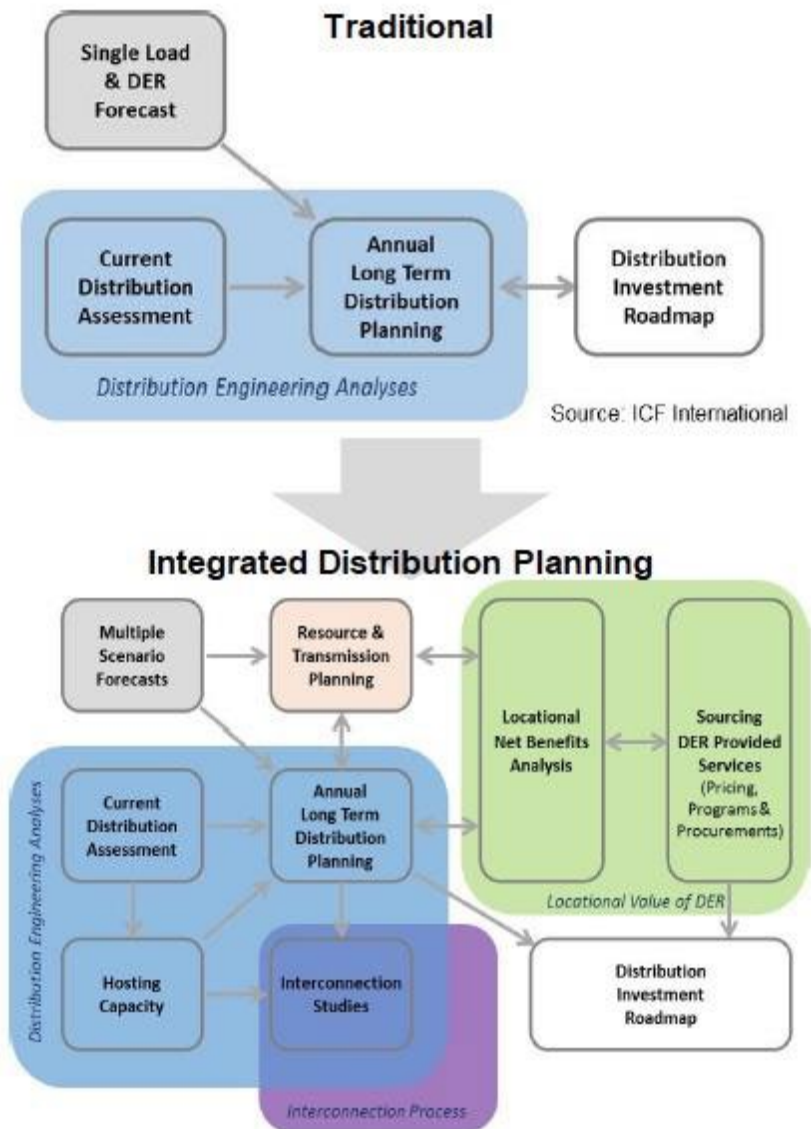 Traditional
Single Load
& DER
Forecast
Current
Distribution
Assessment
Annual
Long Term
Distribution
Planning
Distribution
Investment
Roadmap
Distribution Engineering Analyses
Source: ICF International
Integrated Distribution Planning
Multiple
Scenario
Forecasts
Resource &
Transmission
Planning
Locational
Net Benefits
Analysis
Sourcing
DER Provided
Services
(Pricing,
Programs &
Procurements)
Locational Value of DER
Distribution Engineering Analyses
Current
Distribution
Assessment
Annual
Long Term
Distribution
Planning
Hosting
Capacity
Interconnection
Studies
Distribution
Investment
Roadmap
Interconnection Process